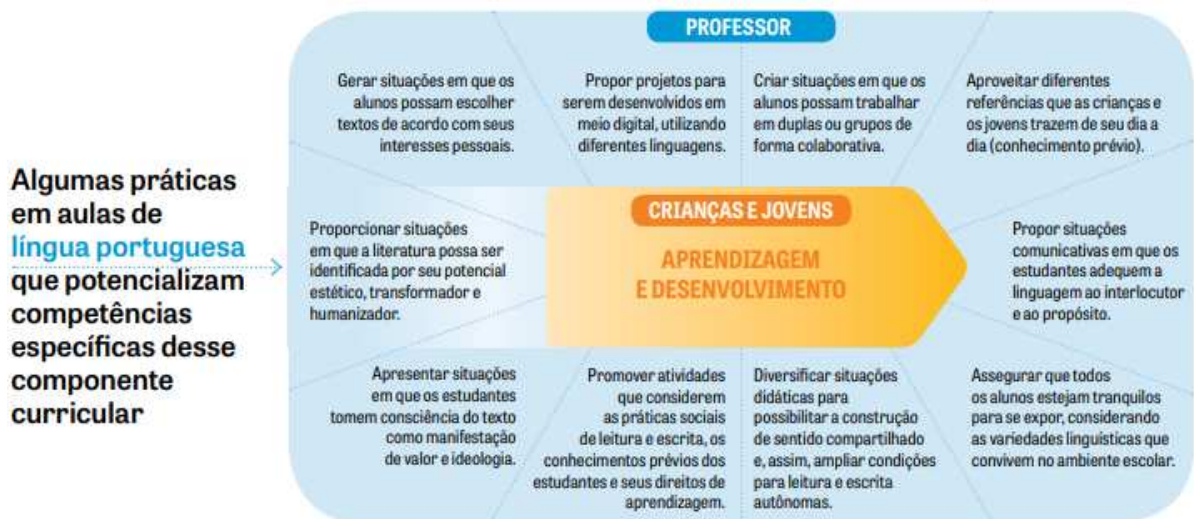 PROFESSOR
Gerar situações em que os
alunos possam escolher
textos de acordo com seus
interesses pessoais.
Propor projetos para
serem desenvolvidos em
meio digital, utilizando
diferentes linguagens.
Criar situações em que os
alunos possam trabalhar
em duplas ou grupos de
forma colaborativa.
Aproveitar diferentes
referências que as crianças e
os jovens trazem de seu dia a
dia (conhecimento prévio).
Algumas práticas
em aulas de
língua portuguesa
que potencializam
competências
específicas desse
componente
curricular
Proporcionar situações
em que a literatura possa ser
identificada por seu potencial
estético, transformador e
humanizador.
CRIANÇAS E JOVENS
APRENDIZAGEM
E DESENVOLVIMENTO
Propor situações
comunicativas em que os
estudantes adequem a
linguagem ao interlocutor
e ao propósito.
Apresentar situações
em que os estudantes
tomem consciência do texto
como manifestação
de valor e ideologia.
Promover atividades
que considerem
as práticas sociais
de leitura e escrita, os
conhecimentos prévios dos
estudantes e seus direitos de
aprendizagem.
Diversificar situações
didáticas para
possibilitar a construção
de sentido compartilhado
e, assim, ampliar condições
para leitura e escrita
autônomas.
Assegurar que todos
os alunos estejam tranquilos
para se expor, considerando
as variedades linguísticas que
convivem no ambiente escolar.